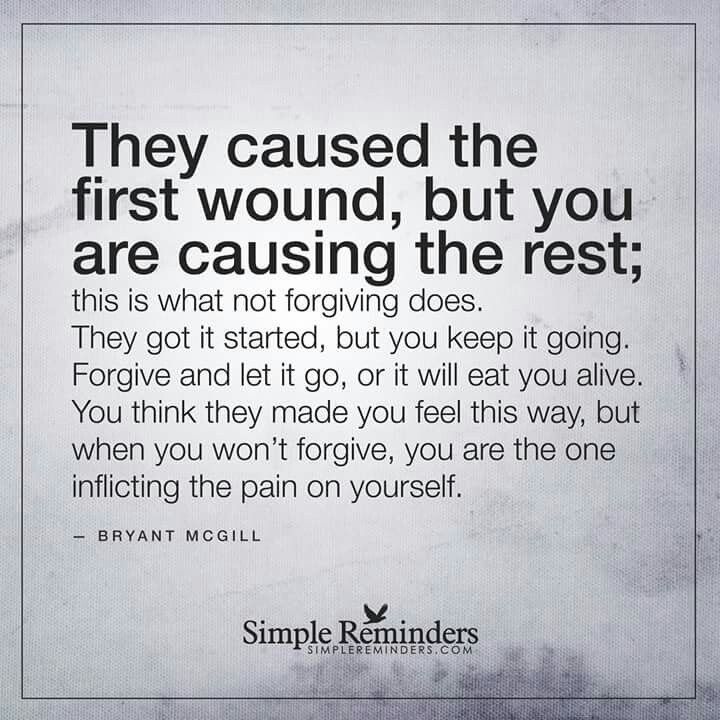 They caused the
first wound, but you
are causing the rest;
this is what not forgiving does.
They got it started, but you keep it going.
Forgive and let it go, or it will eat you alive.
You think they made you feel this way, but
when you won’t forgive, you are the one
inflicting the pain on yourself.
— BRYANT MCGILL
Simple Reminders
SIMPLEREMINDERS.COM